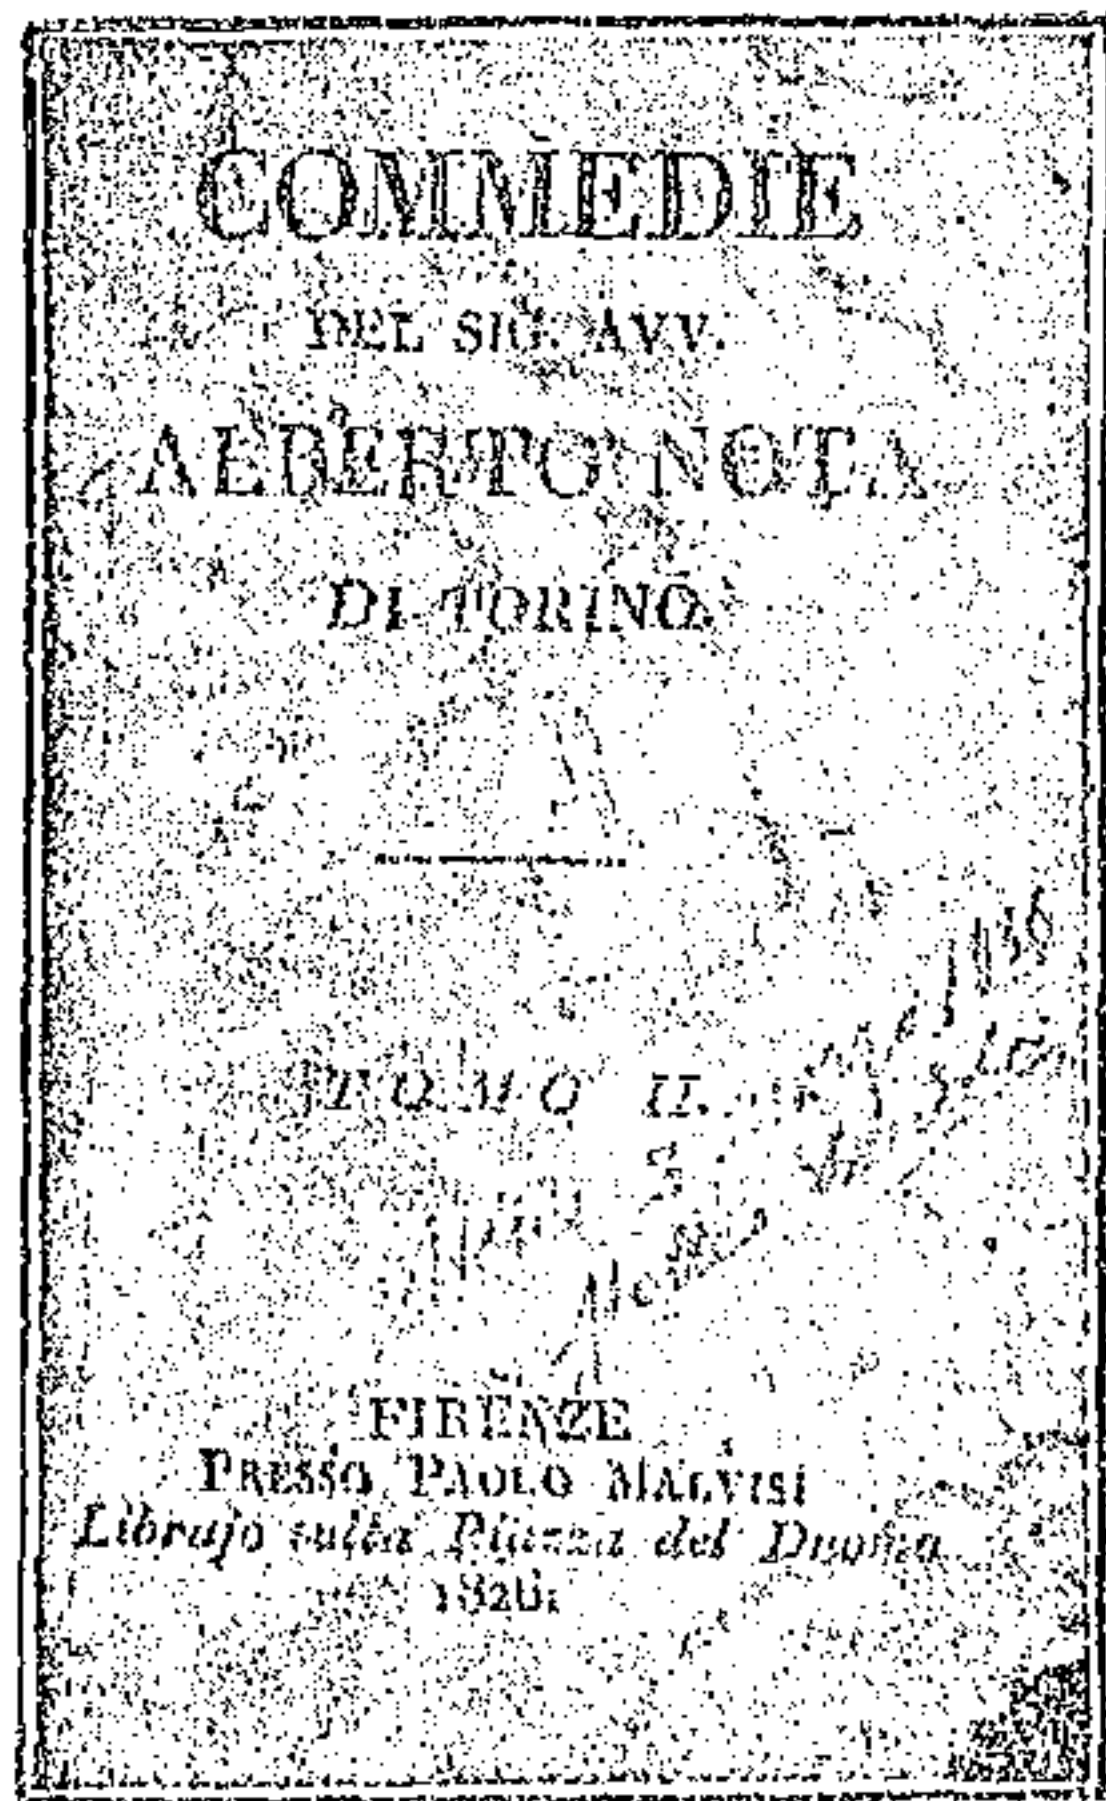 COMMEDIE
DEL SIG. AVV.
ALBERTO NOTA
DI TORINO.
TOMO II.
FIRENZE
PRESSO PAOLO MALVISI
Librajo sulla Piazza del Duomo
1826.